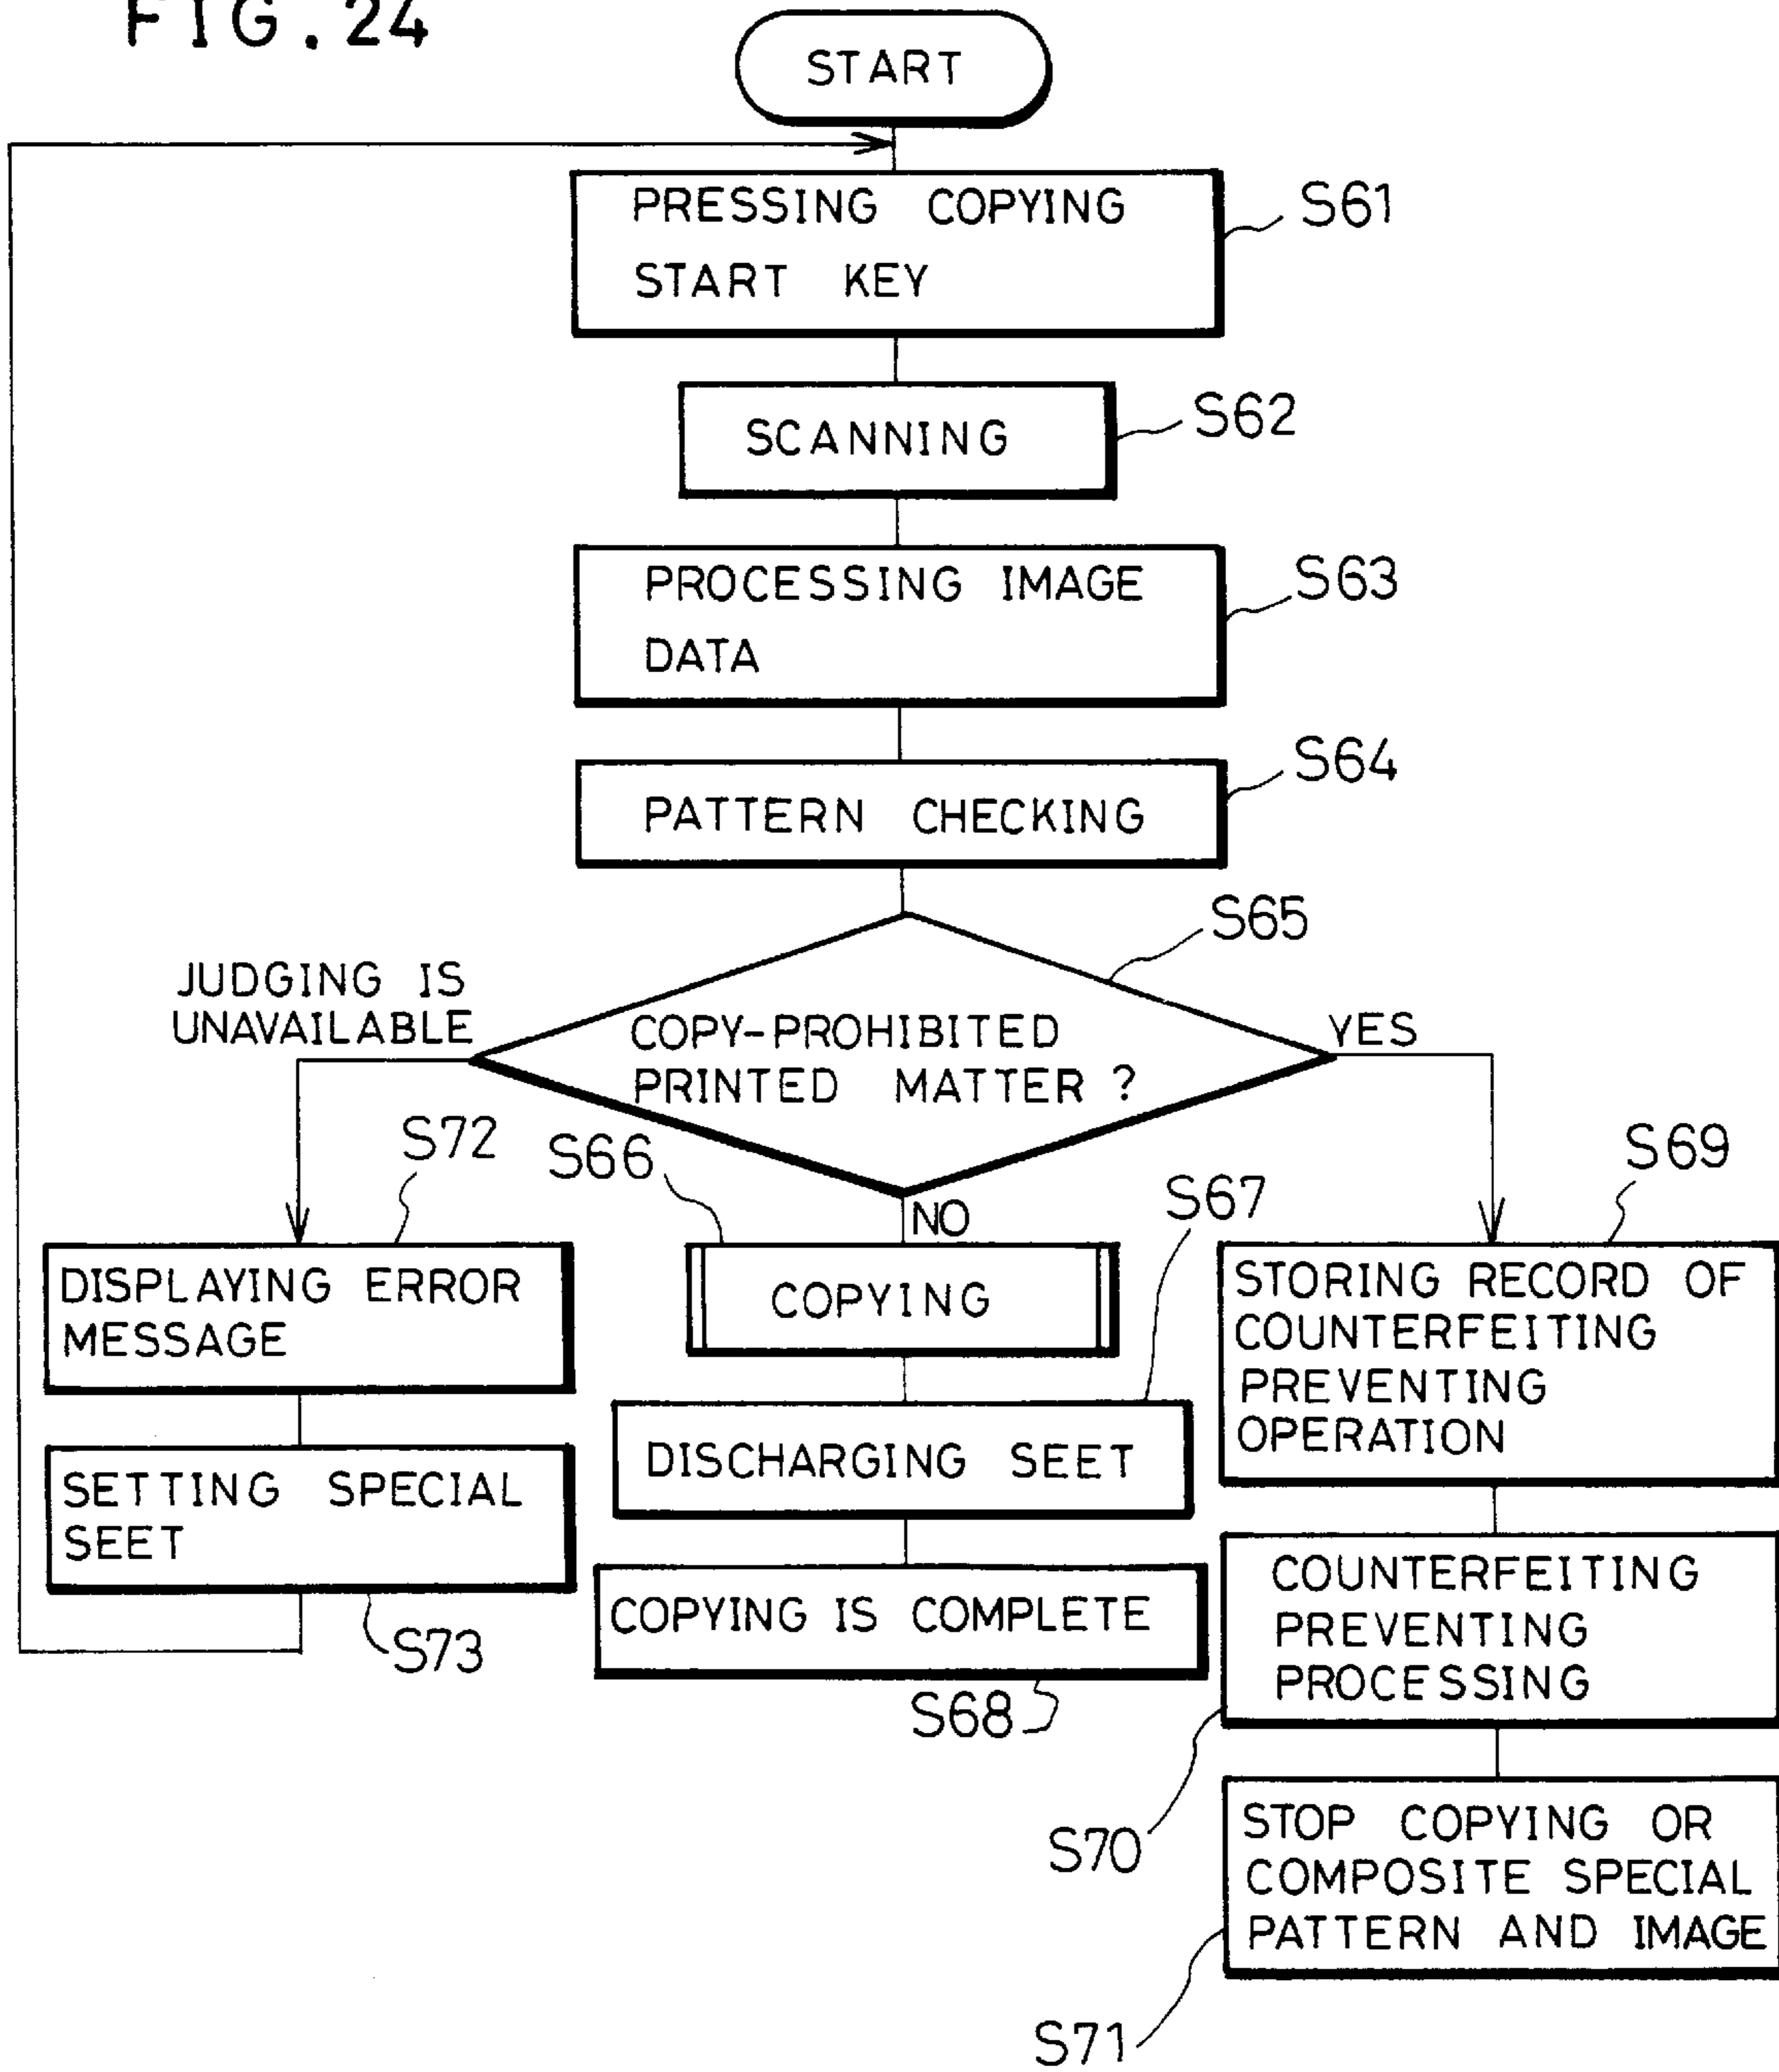 FIG.24
START
PRESSING COPYING
START KEY
S61
SCANNING
S62
PROCESSING IMAGE
DATA
S63
PATTERN CHECKING
S64
COPY-PROHIBITED
PRINTED MATTER ?
S65
JUDGING IS
UNAVAILABLE
YES
NO
S72
DISPLAYING ERROR
MESSAGE
SETTING SPECIAL
SEET
S73
S66
COPYING
S67
DISCHARGING SEET
COPYING IS COMPLETE
S68
S69
STORING RECORD OF
COUNTERFEITING
PREVENTING
OPERATION
COUNTERFEITING
PREVENTING
PROCESSING
S70
STOP COPYING OR
COMPOSITE SPECIAL
PATTERN AND IMAGE
S71